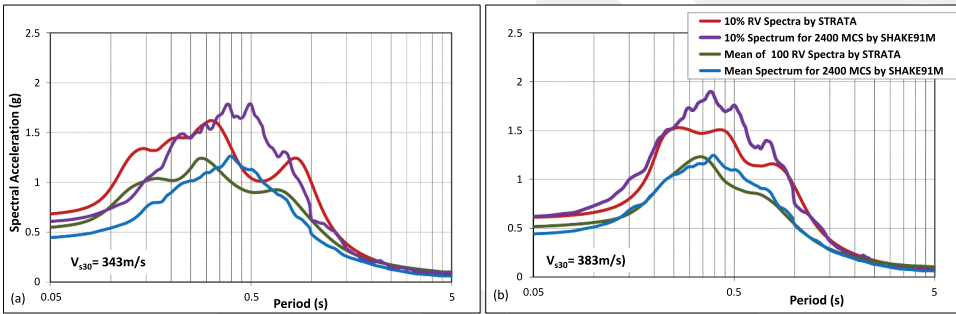 2.5
2
1.5
1
0.5
0
Spectral Acceleration (g)
V_s30= 343m/s
(a)
0.05
0.5
5
Period (s)
10% RV Spectra by STRATA
10% Spectrum for 2400 MCS by SHAKE91M
Mean of 100 RV Spectra by STRATA
Mean Spectrum for 2400 MCS by SHAKE91M
2.5
2
1.5
1
0.5
0
V_s30= 383m/s
(b)
0.05
0.5
5
Period (s)